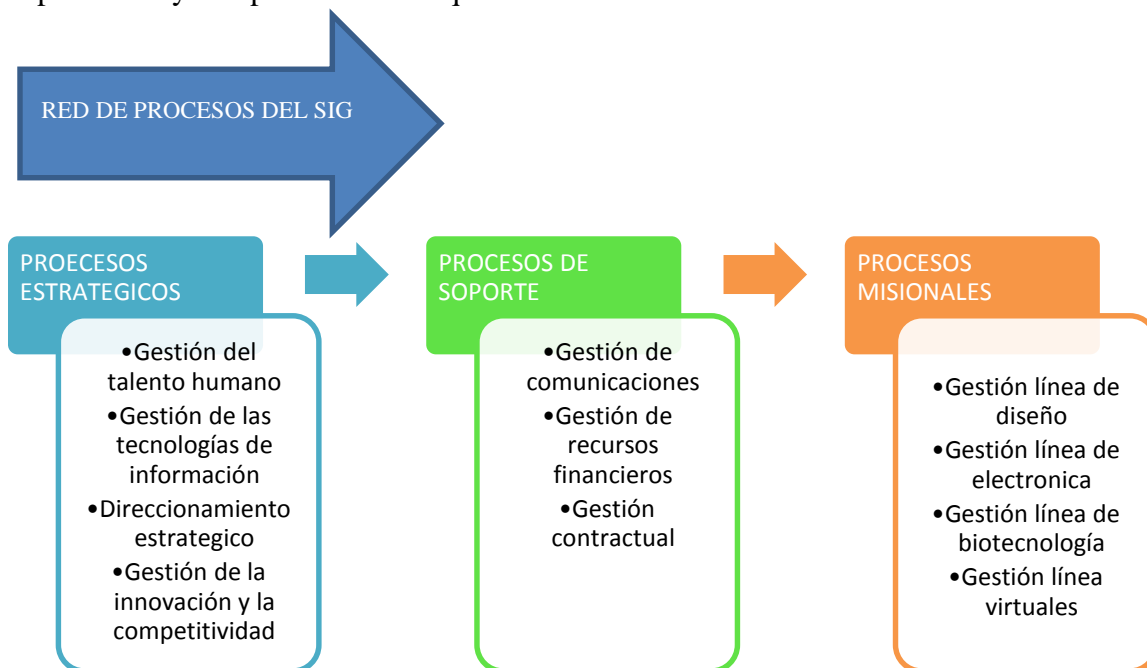 RED DE PROCESOS DEL SIG
PROECESOS
ESTRATEGICOS
•Gestión del
talento humano
•Gestión de las
tecnologías de
información
•Direccionamiento
estrategico
•Gestión de la
innovación y la
competitividad
PROCESOS DE
SOPORTE
•Gestión de
comunicaciones
•Gestión de
recursos
financieros
•Gestión
contractual
PROCESOS
MISIONALES
•Gestión línea de
diseño
•Gestión línea de
electronica
•Gestión línea de
biotecnología
•Gestión línea
virtuales